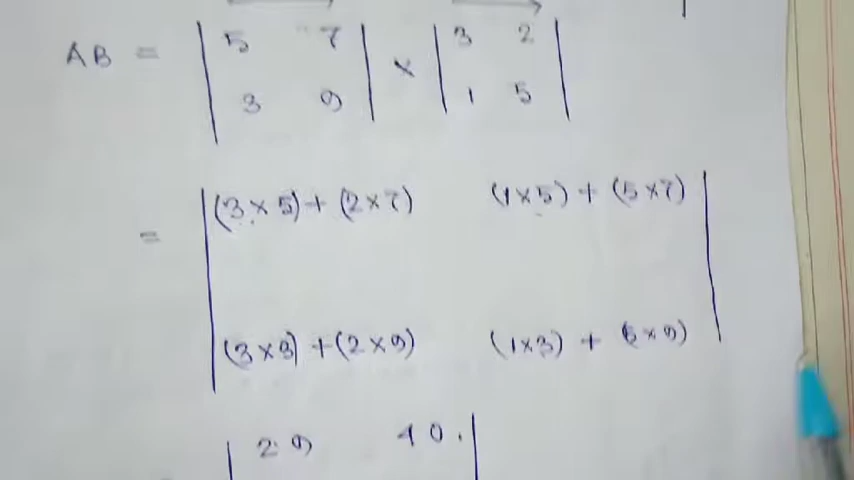 AB = | 5 7 | × | 3 2 |
| 3 9 | | 1 5 |
= | (3 × 5) + (2 × 7) (1 × 5) + (5 × 7) |
| (3 × 3) + (2 × 9) (1 × 3) + (5 × 9) |
| 29 40. |